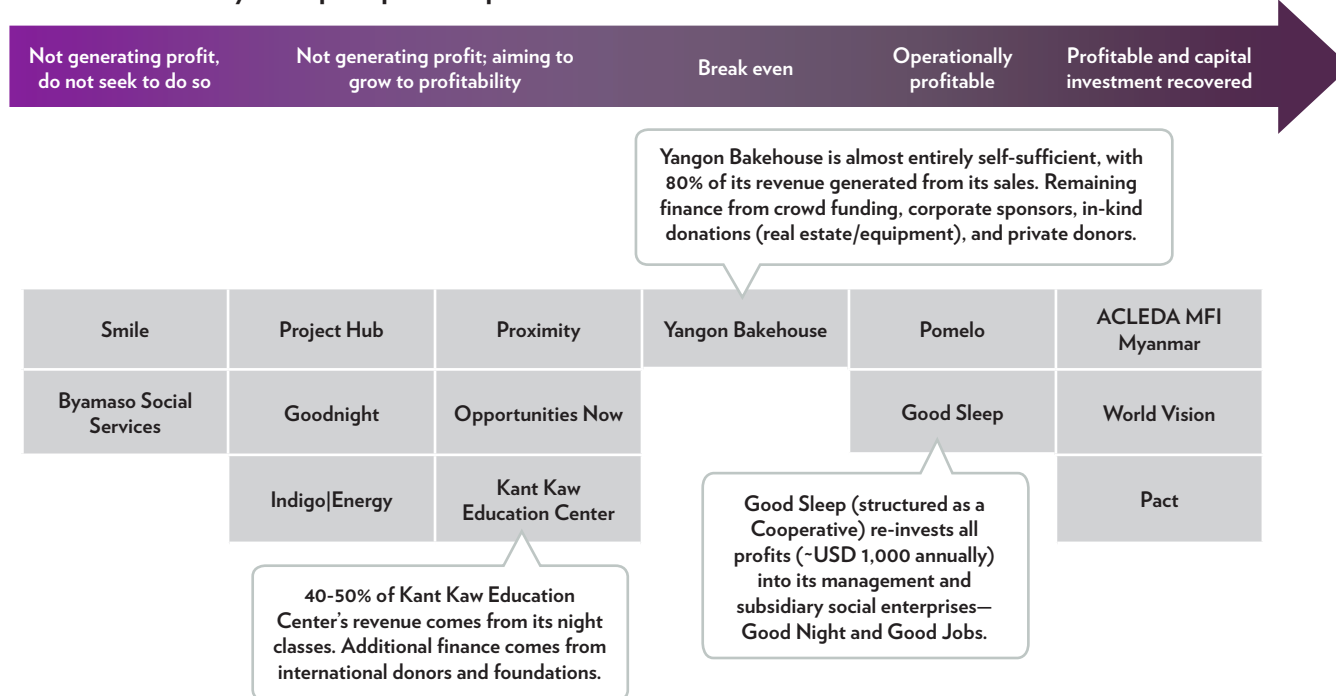 Not generating profit,
do not seek to do so
Not generating profit; aiming to
grow to profitability
Break even
Operationally
profitable
Profitable and capital
investment recovered
Yangon Bakehouse is almost entirely self-sufficient, with
80% of its revenue generated from its sales. Remaining
finance from crowd funding, corporate sponsors, in-kind
donations (real estate/equipment), and private donors.
Smile
Project Hub
Proximity
Yangon Bakehouse
Pomelo
ACLEDA MFI
Myanmar
Byamaso Social
Services
Goodnight
Opportunities Now
Good Sleep
World Vision
Indigo|Energy
Kant Kaw
Education Center
Pact
Good Sleep (structured as a
Cooperative) re-invests all
profits (~USD 1,000 annually)
into its management and
subsidiary social enterprises—
Good Night and Good Jobs.
40-50% of Kant Kaw Education
Center's revenue comes from its night
classes. Additional finance comes from
international donors and foundations.